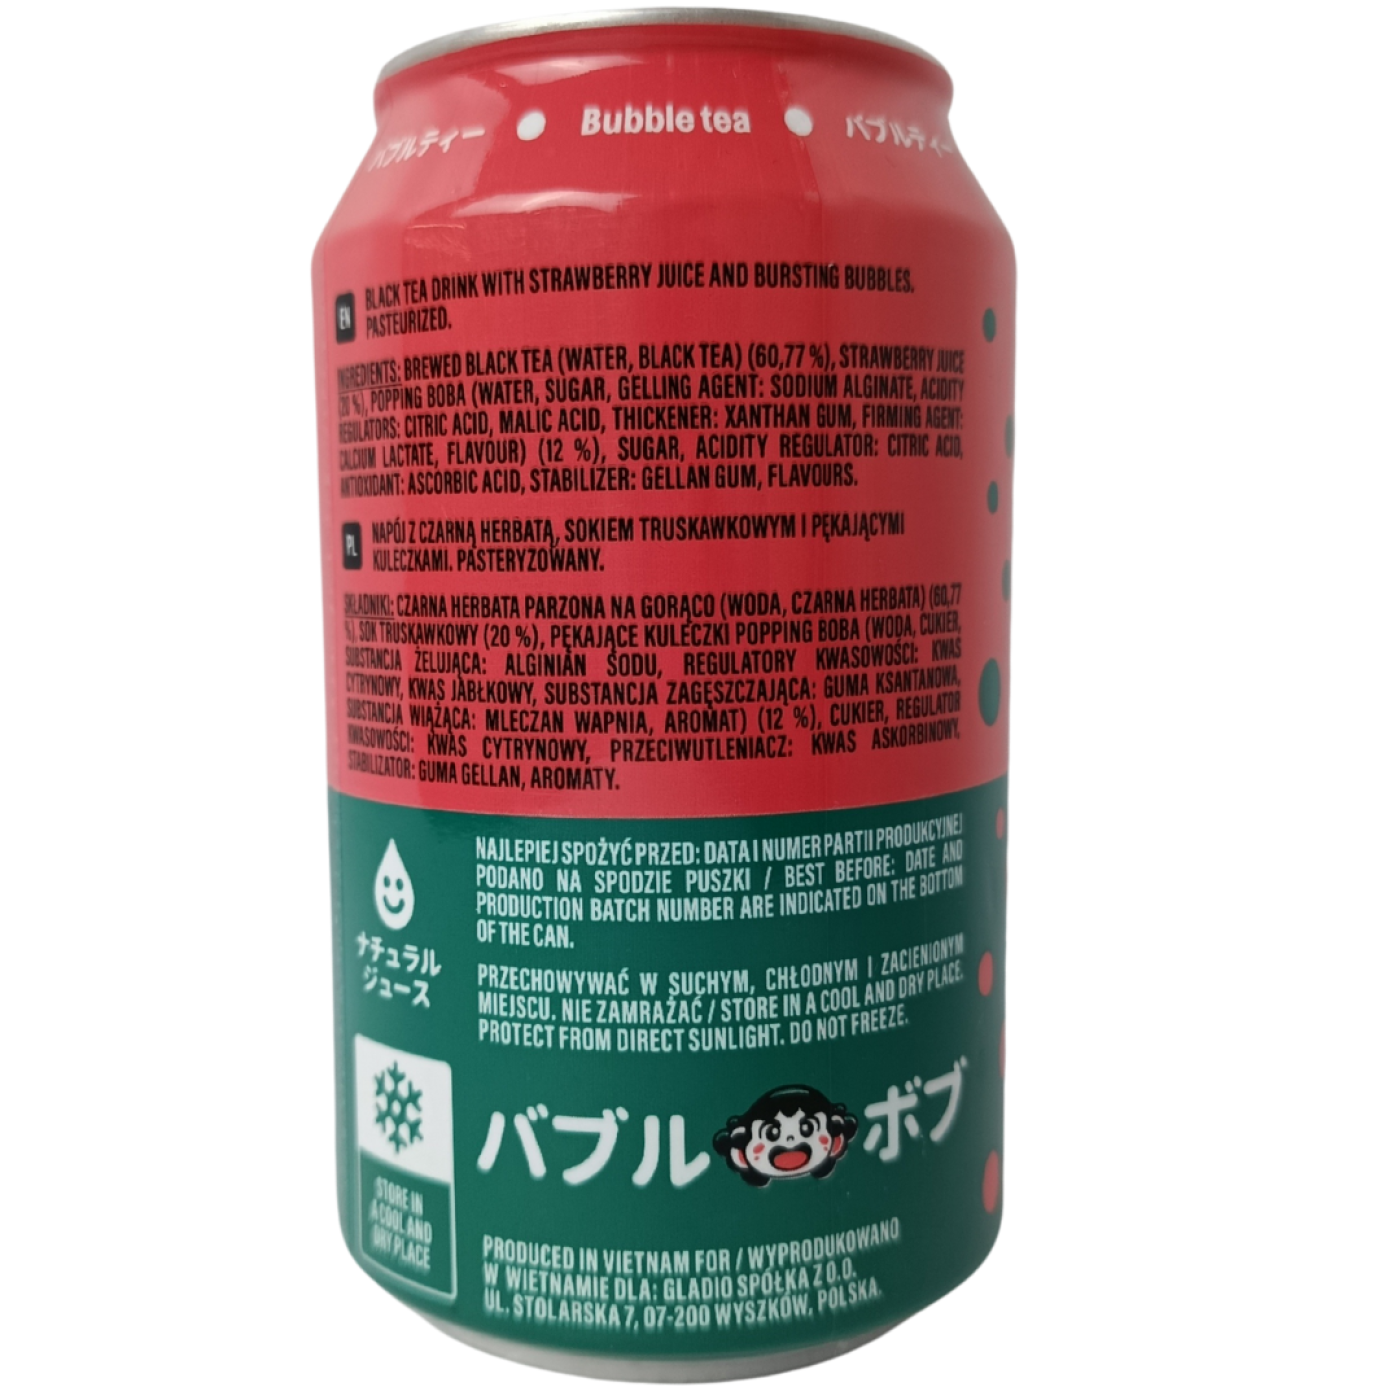 バブルティー ● Bubble tea ● バブルティー
EN BLACK TEA DRINK WITH STRAWBERRY JUICE AND BURSTING BUBBLES.
PASTEURIZED.
INGREDIENTS: BREWED BLACK TEA (WATER, BLACK TEA) (60,77 %), STRAWBERRY JUICE
(20 %), POPPING BOBA (WATER, SUGAR, GELLING AGENT: SODIUM ALGINATE, ACIDITY
REGULATORS: CITRIC ACID, MALIC ACID, THICKENER: XANTHAN GUM, FIRMING AGENT:
CALCIUM LACTATE, FLAVOUR) (12 %), SUGAR, ACIDITY REGULATOR: CITRIC ACID,
ANTIOXIDANT: ASCORBIC ACID, STABILIZER: GELLAN GUM, FLAVOURS.
PL NAPÓJ Z CZARNĄ HERBATĄ, SOKIEM TRUSKAWKOWYM I PĘKAJĄCYMI
KULECZKAMI. PASTERYZOWANY.
SKŁADNIKI: CZARNA HERBATA PARZONA NA GORĄCO (WODA, CZARNA HERBATA) (60,77
%), SOK TRUSKAWKOWY (20 %), PĘKAJĄCE KULECZKI POPPING BOBA (WODA, CUKIER,
SUBSTANCJA ŻELUJĄCA: ALGINIAN SODU, REGULATORY KWASOWOŚCI: KWAS
CYTRYNOWY, KWAS JABŁKOWY, SUBSTANCJA ZAGĘSZCZAJĄCA: GUMA KSANTANOWA,
SUBSTANCJA WIĄŻĄCA: MLECZAN WAPNIA, AROMAT) (12 %), CUKIER, REGULATOR
KWASOWOŚCI: KWAS CYTRYNOWY, PRZECIWUTLENIACZ: KWAS ASKORBINOWY,
STABILIZATOR: GUMA GELLAN, AROMATY.
NAJLEPIEJ SPOŻYĆ PRZED: DATA I NUMER PARTII PRODUKCYJNEJ
PODANO NA SPODZIE PUSZKI / BEST BEFORE: DATE AND
PRODUCTION BATCH NUMBER ARE INDICATED ON THE BOTTOM
OF THE CAN.
ナチュラル
ジュース
PRZECHOWYWAĆ W SUCHYM, CHŁODNYM I ZACIENIONYM
MIEJSCU. NIE ZAMRAŻAĆ / STORE IN A COOL AND DRY PLACE.
PROTECT FROM DIRECT SUNLIGHT. DO NOT FREEZE.
バブル ボブ
STORE IN
A COOL AND
DRY PLACE
PRODUCED IN VIETNAM FOR / WYPRODUKOWANO
W WIETNAMIE DLA: GLADIO SPÓŁKA Z O.O.
UL. STOLARSKA 7, 07-200 WYSZKÓW, POLSKA.